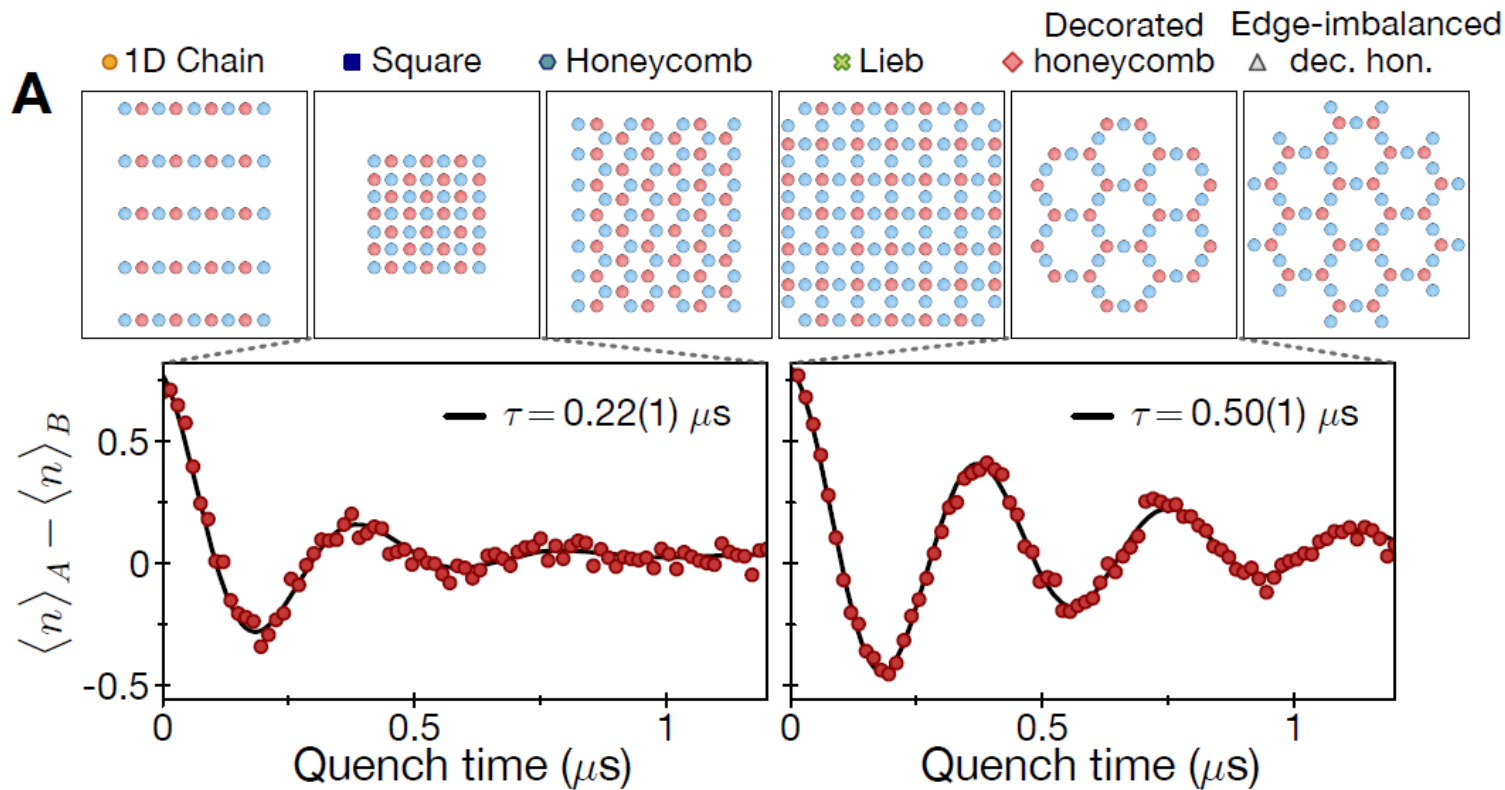 Decorated Edge-imbalanced
1D Chain Square Honeycomb Lieb honeycomb dec. hon.
A
⟨n⟩_A − ⟨n⟩_B
0.5
0
-0.5
τ = 0.22(1) μs
0 0.5 1
Quench time (μs)
τ = 0.50(1) μs
0 0.5 1
Quench time (μs)